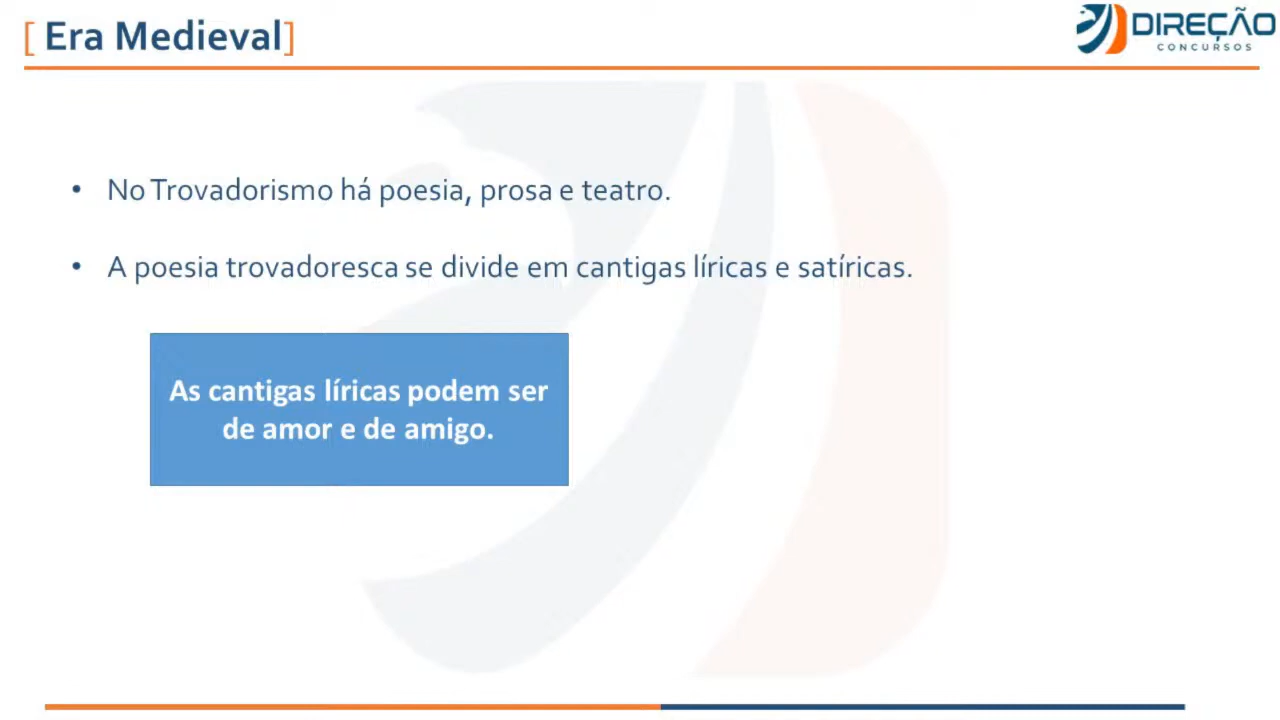 [ Era Medieval]
DIREÇÃO
CONCURSOS
• No Trovadorismo há poesia, prosa e teatro.
• A poesia trovadoresca se divide em cantigas líricas e satíricas.
As cantigas líricas podem ser
de amor e de amigo.